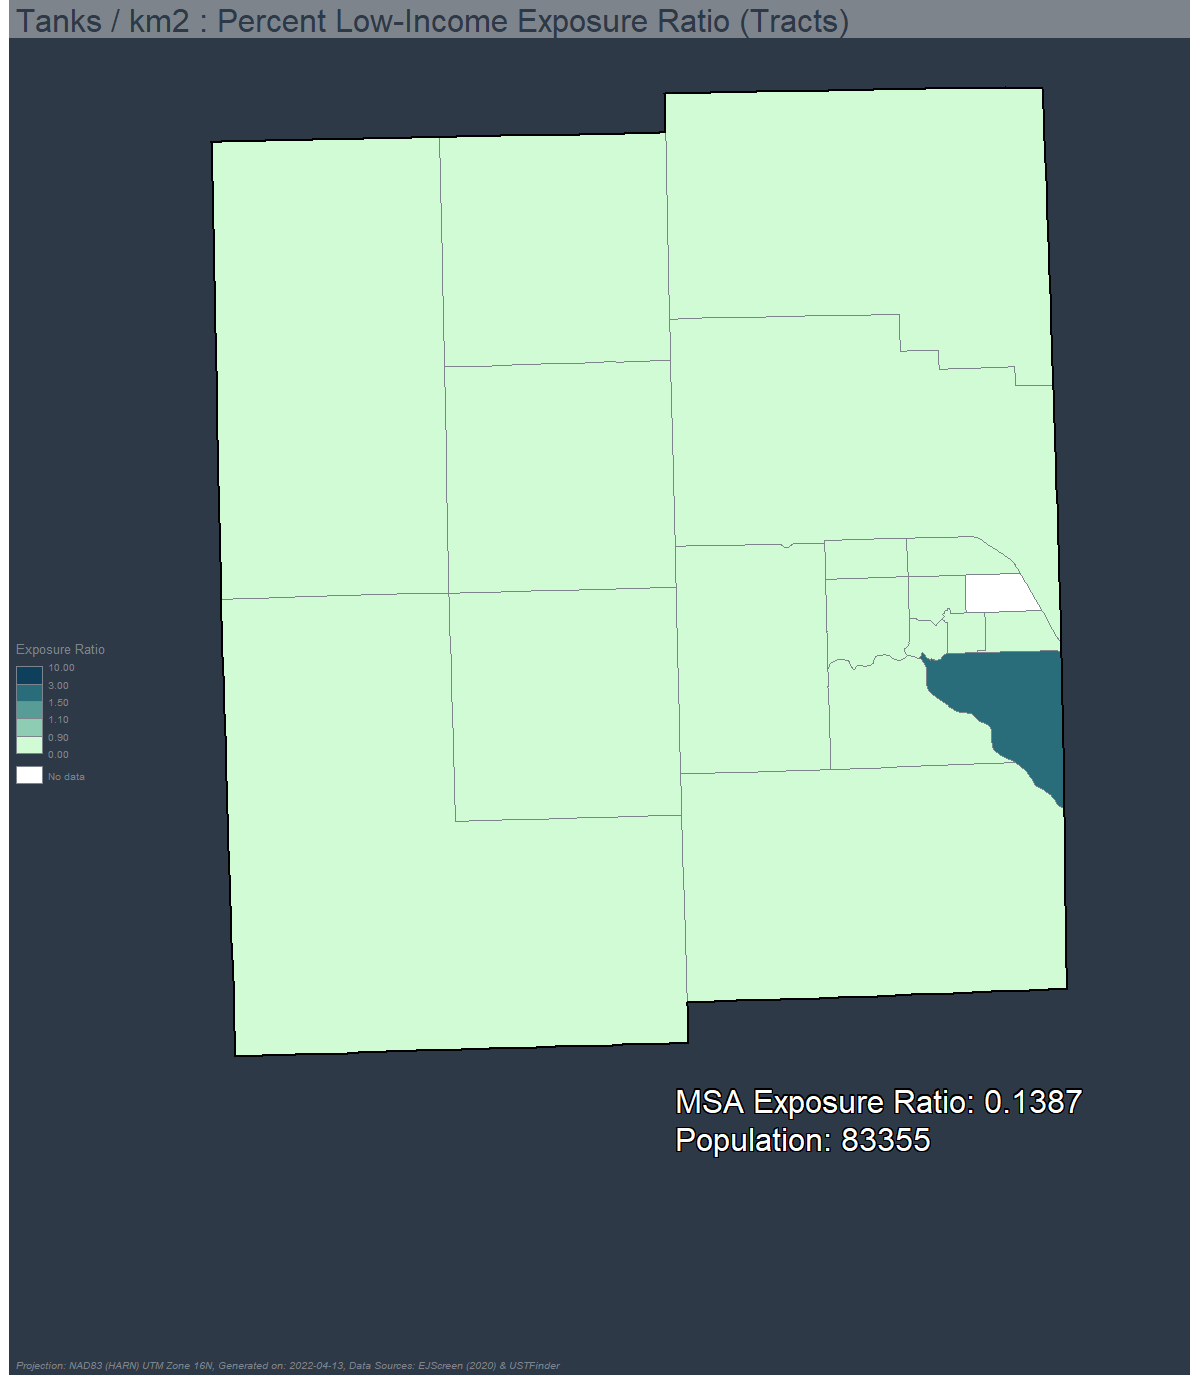 Tanks / km2 : Percent Low-Income Exposure Ratio (Tracts)
Exposure Ratio
10.00
3.00
1.50
1.10
0.90
0.00
No data
MSA Exposure Ratio: 0.1387
Population: 83355
Projection: NAD83 (HARN) UTM Zone 16N, Generated on: 2022-04-13, Data Sources: EJScreen (2020) & USTFinder